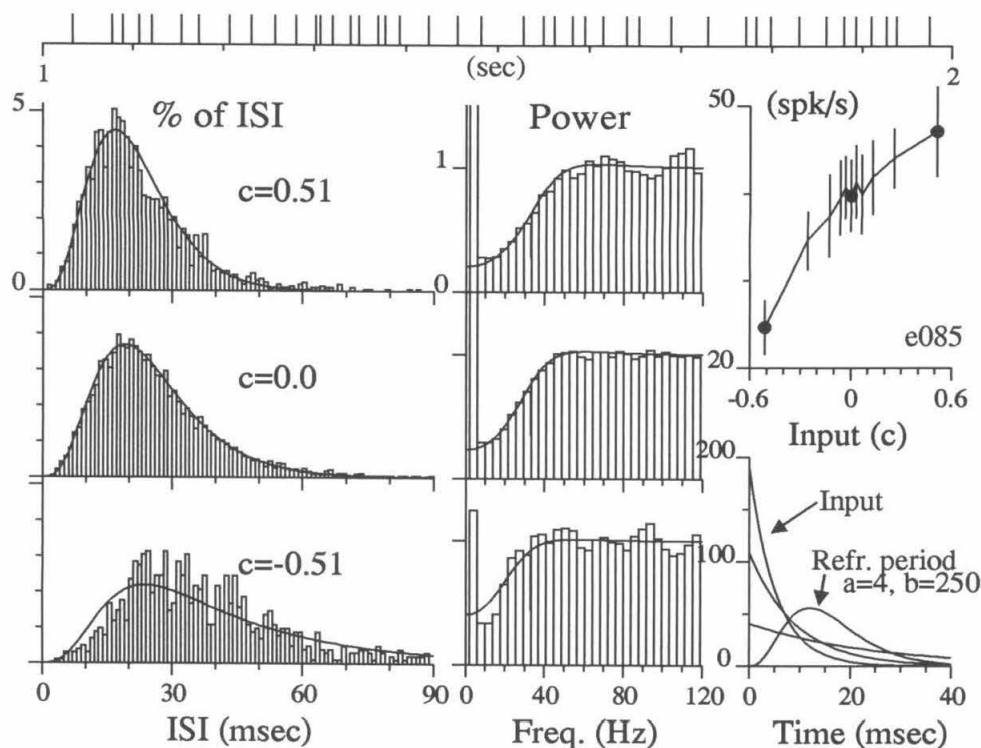 1 (sec) 2
5 % of ISI Power (spk/s) 50
c=0.51
1
0 0
e085
c=0.0
20
-0.6 0 0.6
Input (c)
200
Input
c=-0.51
100
Refr. period
a=4, b=250
0
0 30 60 90
0 40 80 120
0 20 40
ISI (msec) Freq. (Hz) Time (msec)